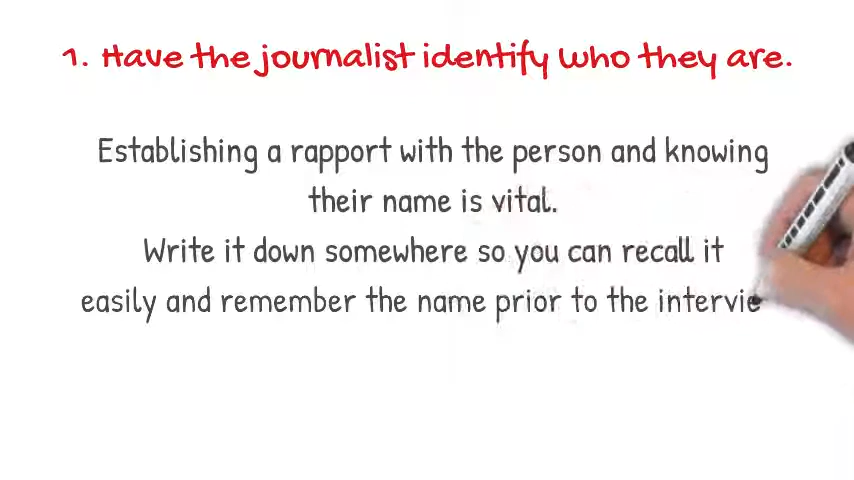 1. Have the journalist identify who they are.
Establishing a rapport with the person and knowing
their name is vital.
Write it down somewhere so you can recall it
easily and remember the name prior to the intervie